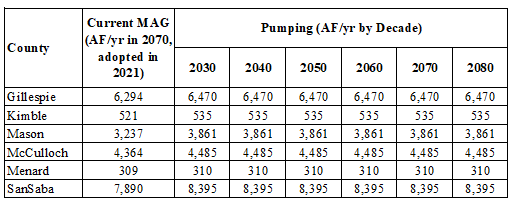 County Current MAG (AF/yr in 2070, adopted in 2021) Pumping (AF/yr by Decade)
2030 2040 2050 2060 2070 2080
Gillespie 6,294 6,470 6,470 6,470 6,470 6,470 6,470
Kimble 521 535 535 535 535 535 535
Mason 3,237 3,861 3,861 3,861 3,861 3,861 3,861
McCulloch 4,364 4,485 4,485 4,485 4,485 4,485 4,485
Menard 309 310 310 310 310 310 310
SanSaba 7,890 8,395 8,395 8,395 8,395 8,395 8,395